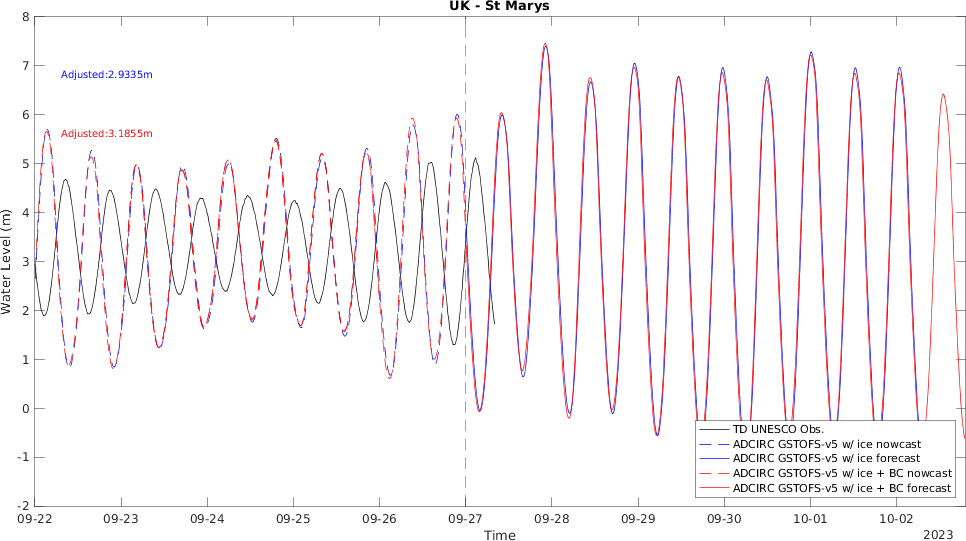 UK - St Marys
8
7
6
5
4
3
2
1
0
-1
-2
Water Level (m)
Adjusted:2.9335m
Adjusted:3.1855m
TD UNESCO Obs.
ADCIRC GSTOFS-v5 w/ ice nowcast
ADCIRC GSTOFS-v5 w/ ice forecast
ADCIRC GSTOFS-v5 w/ ice + BC nowcast
ADCIRC GSTOFS-v5 w/ ice + BC forecast
09-22 09-23 09-24 09-25 09-26 09-27 09-28 09-29 09-30 10-01 10-02
Time
2023